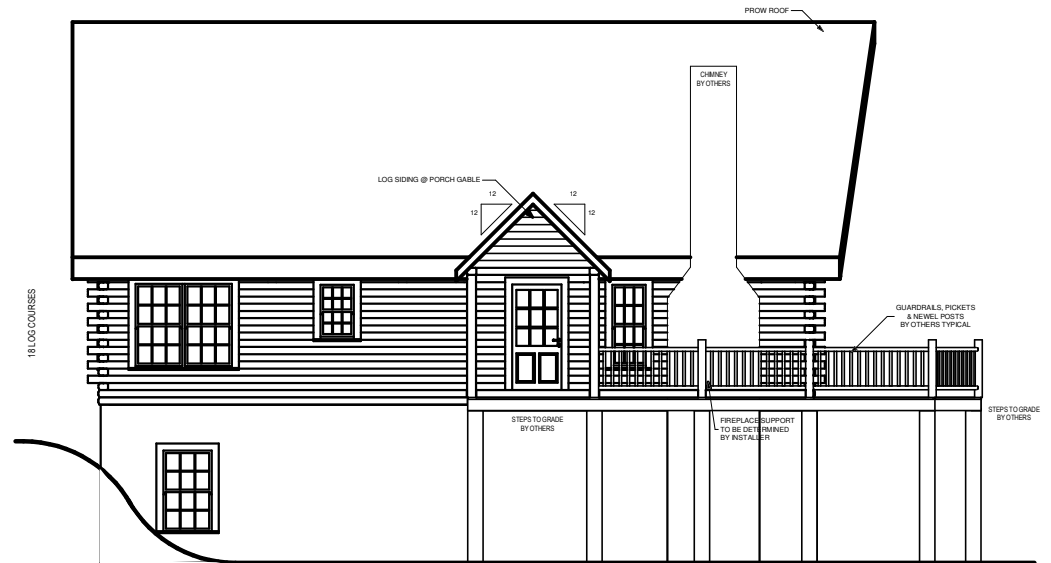 PROW ROOF
CHIMNEY
BY OTHERS
LOG SIDING @ PORCH GABLE
12
12
12
12
18 LOG COURSES
GUARDRAILS, PICKETS
& NEWEL POSTS
BY OTHERS TYPICAL
STEPS TO GRADE
BY OTHERS
STEPS TO GRADE
BY OTHERS
FIREPLACE SUPPORT
TO BE DETERMINED
BY INSTALLER